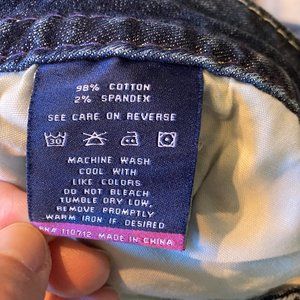 98% COTTON
2% SPANDEX
SEE CARE ON REVERSE
30
MACHINE WASH
COOL WITH
LIKE COLORS
DO NOT BLEACH
TUMBLE DRY LOW,
REMOVE PROMPTLY
WARM IRON IF DESIRED
RN# 110712 MADE IN CHINA